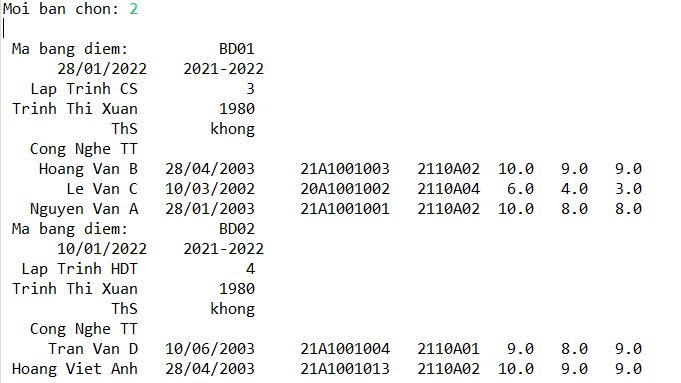 Moi ban chon: 2
Ma bang diem: BD01
28/01/2022 2021-2022
Lap Trinh CS 3
Trinh Thi Xuan 1980
ThS khong
Cong Nghe TT
Hoang Van B 28/04/2003 21A1001003 2110A02 10.0 9.0 9.0
Le Van C 10/03/2002 20A1001002 2110A04 6.0 4.0 3.0
Nguyen Van A 28/01/2003 21A1001001 2110A02 10.0 8.0 8.0
Ma bang diem: BD02
10/01/2022 2021-2022
Lap Trinh HDT 4
Trinh Thi Xuan 1980
ThS khong
Cong Nghe TT
Tran Van D 10/06/2003 21A1001004 2110A01 9.0 8.0 9.0
Hoang Viet Anh 28/04/2003 21A1001013 2110A02 10.0 9.0 9.0